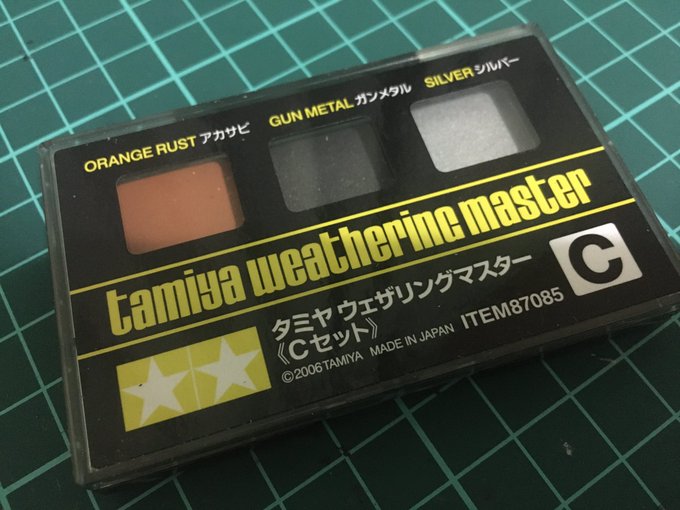 ORANGE RUST アカサビ
GUN METAL ガンメタル
SILVER シルバー
tamiya weathering master
タミヤ ウェザリングマスター
《Cセット》
C
©2006 TAMIYA MADE IN JAPAN ITEM87085